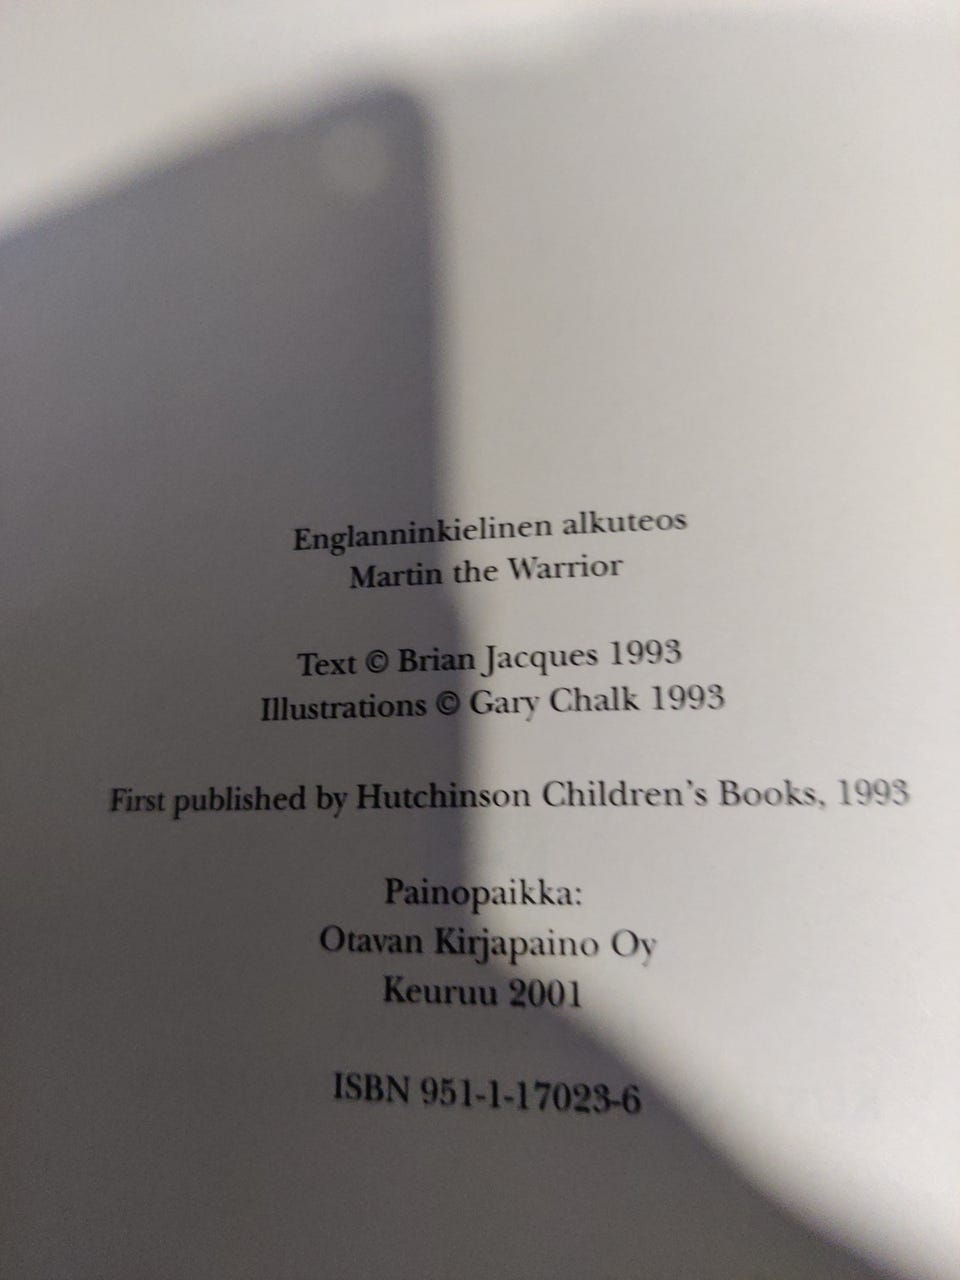 Englanninkielinen alkuteos
Martin the Warrior
Text © Brian Jacques 1993
Illustrations © Gary Chalk 1993
First published by Hutchinson Children's Books, 1993
Painopaikka:
Otavan Kirjapaino Oy
Keuruu 2001
ISBN 951-1-17023-6